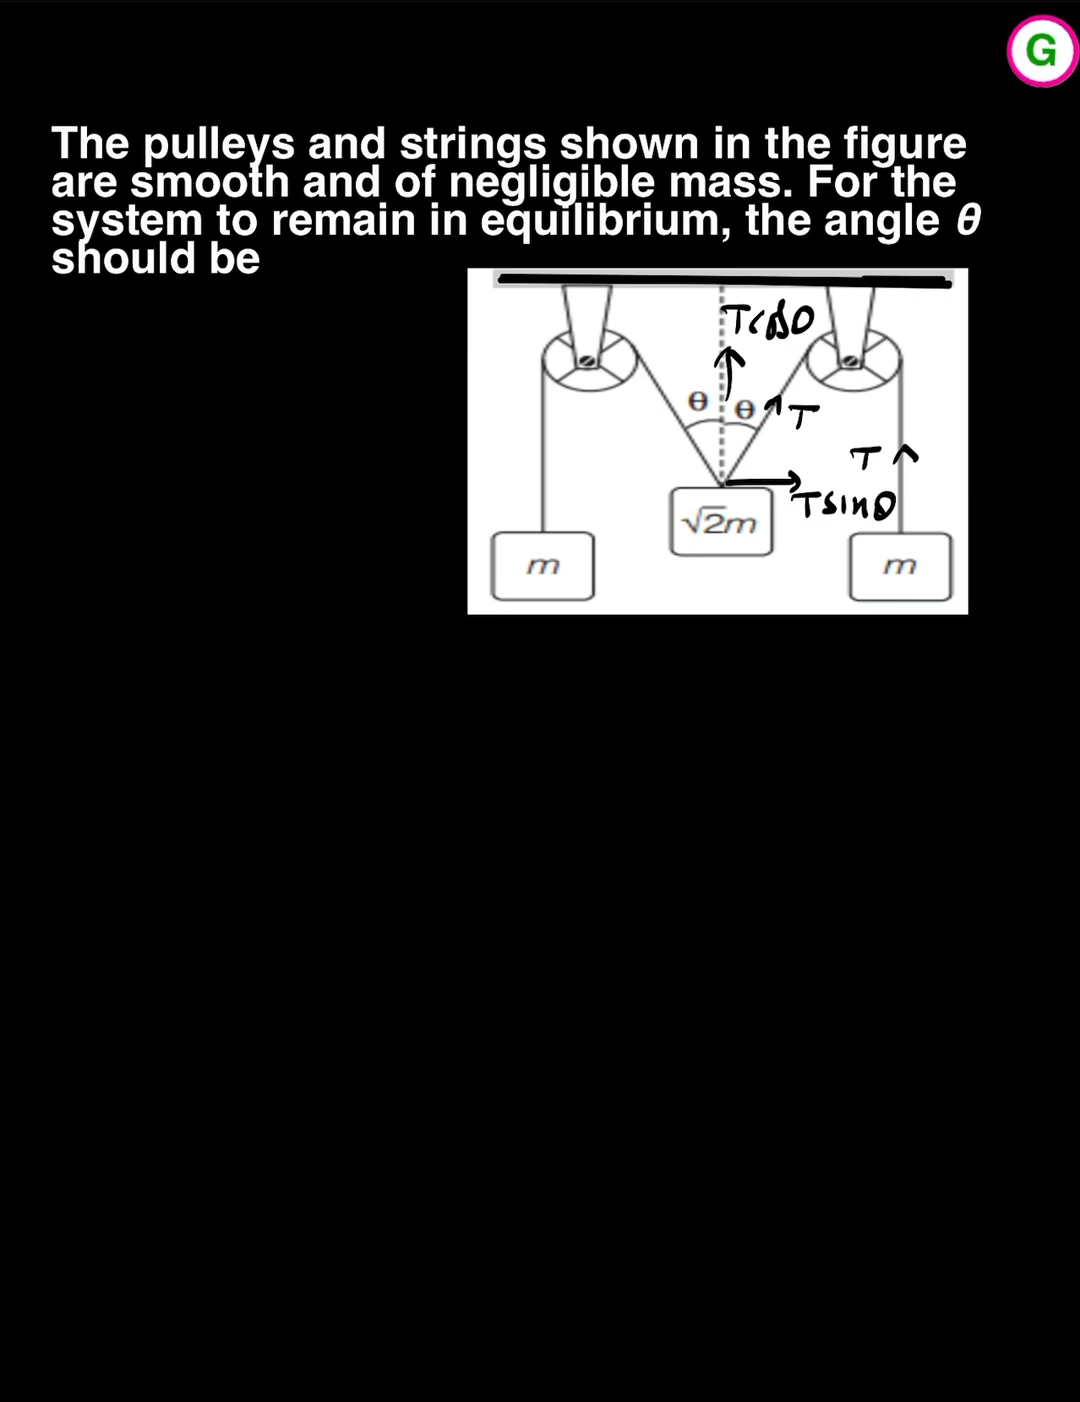 G
The pulleys and strings shown in the figure
are smooth and of negligible mass. For the
system to remain in equilibrium, the angle θ
should be
Tcosθ
θ θ T
T
Tsinθ
√2m
m m